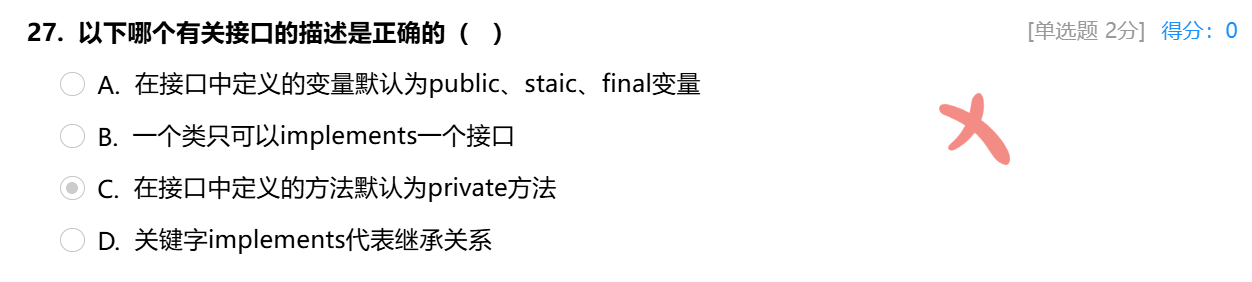 27. 以下哪个有关接口的描述是正确的（ ）
[单选题 2分] 得分：0
A. 在接口中定义的变量默认为public、staic、final变量
B. 一个类只可以implements一个接口
C. 在接口中定义的方法默认为private方法
D. 关键字implements代表继承关系